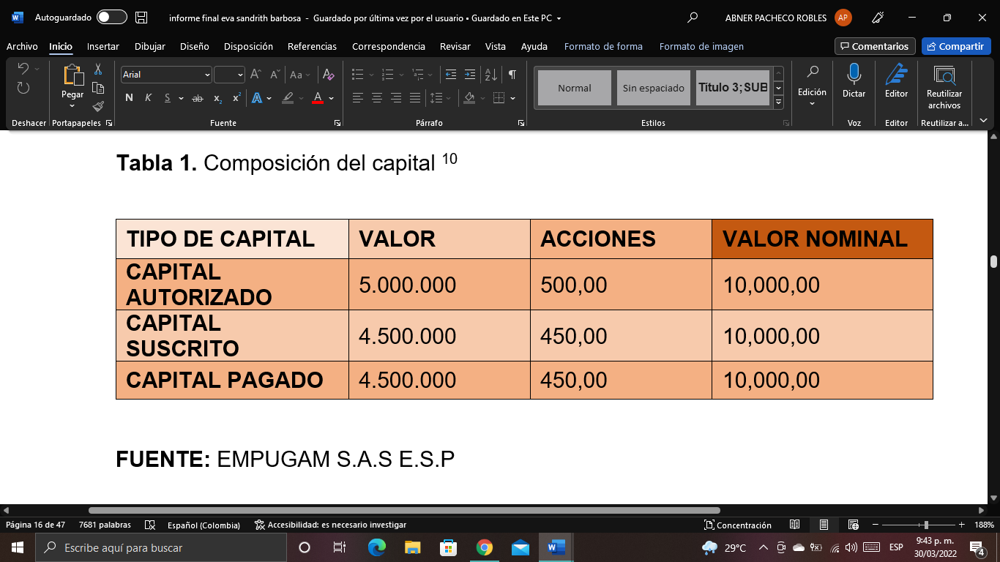 Autoguardado informe final eva sandrith barbosa - Guardado por última vez por el usuario • Guardado en Este PC ABNER PACHECO ROBLES AP
Archivo Inicio Insertar Dibujar Diseño Disposición Referencias Correspondencia Revisar Vista Ayuda Formato de forma Formato de imagen Comentarios Compartir
Pegar
Arial
Aa
N K S ab x₂ x² A A
Normal
Sin espaciado
Título 3;SUB
Edición
Dictar
Editor
Reutilizar
archivos
Deshacer Portapapeles Fuente Párrafo Estilos Voz Editor Reutilizar a...
Tabla 1. Composición del capital ¹⁰
TIPO DE CAPITAL VALOR ACCIONES VALOR NOMINAL
CAPITAL
AUTORIZADO 5.000.000 500,00 10,000,00
CAPITAL
SUSCRITO 4.500.000 450,00 10,000,00
CAPITAL PAGADO 4.500.000 450,00 10,000,00
FUENTE: EMPUGAM S.A.S E.S.P
Página 16 de 47 7681 palabras Español (Colombia) Accesibilidad: es necesario investigar Concentración 188%
Escribe aquí para buscar 29°C ESP 9:43 p. m.
30/03/2022 4